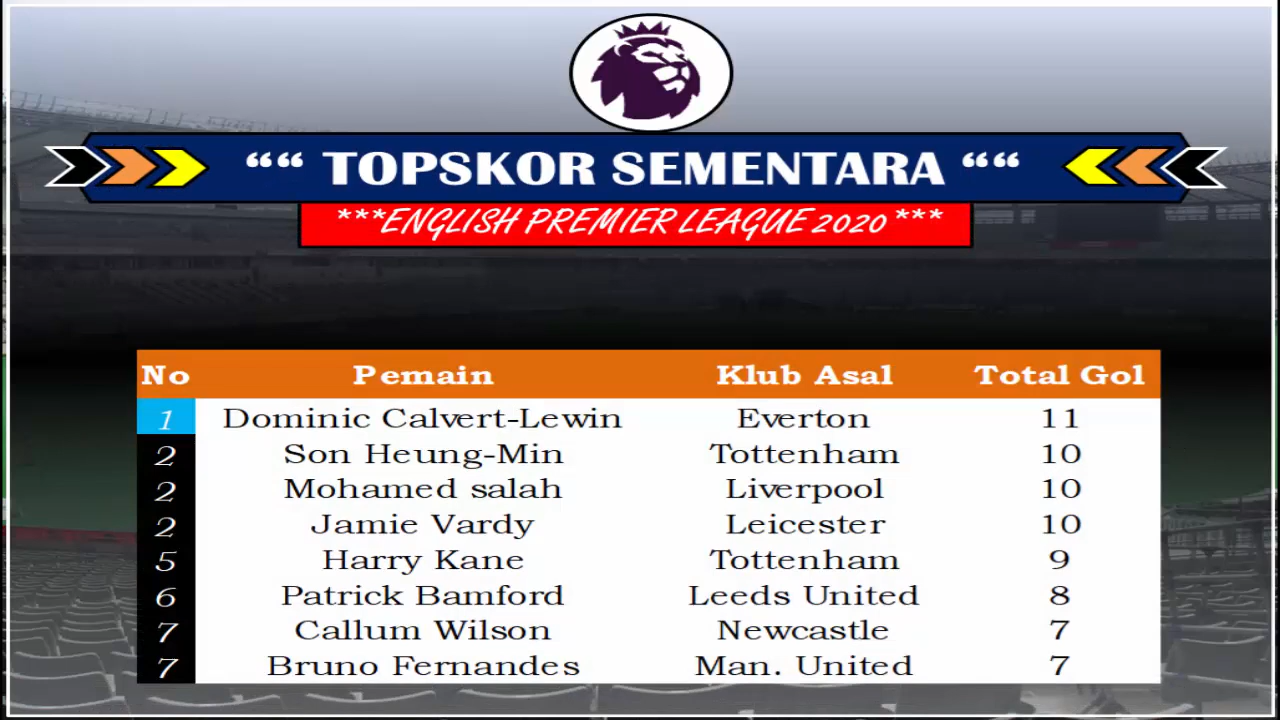 ““ TOPSKOR SEMENTARA ““
***ENGLISH PREMIER LEAGUE 2020***
No Pemain Klub Asal Total Gol
1 Dominic Calvert-Lewin Everton 11
2 Son Heung-Min Tottenham 10
2 Mohamed salah Liverpool 10
2 Jamie Vardy Leicester 10
5 Harry Kane Tottenham 9
6 Patrick Bamford Leeds United 8
7 Callum Wilson Newcastle 7
7 Bruno Fernandes Man. United 7